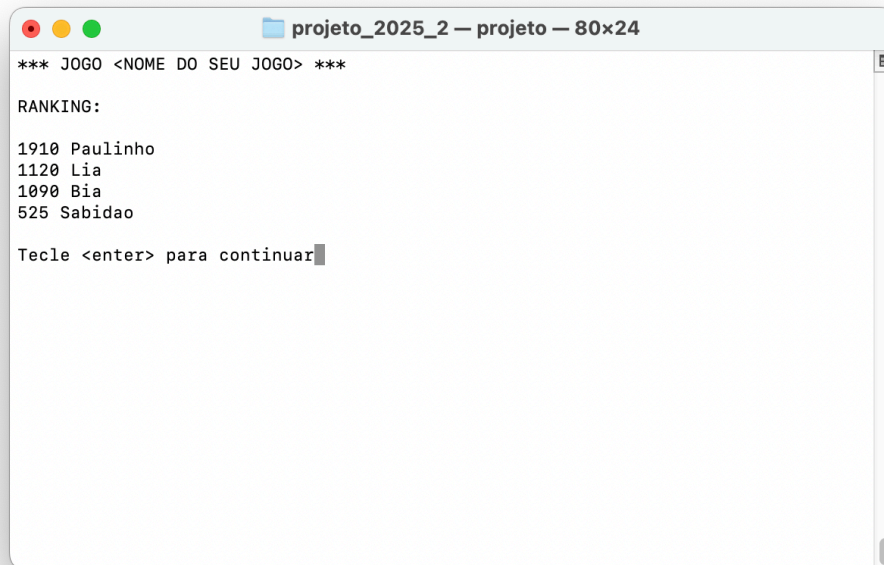 projeto_2025_2 — projeto — 80×24
*** JOGO <NOME DO SEU JOGO> ***
RANKING:
1910 Paulinho
1120 Lia
1090 Bia
525 Sabidao
Tecle <enter> para continuar